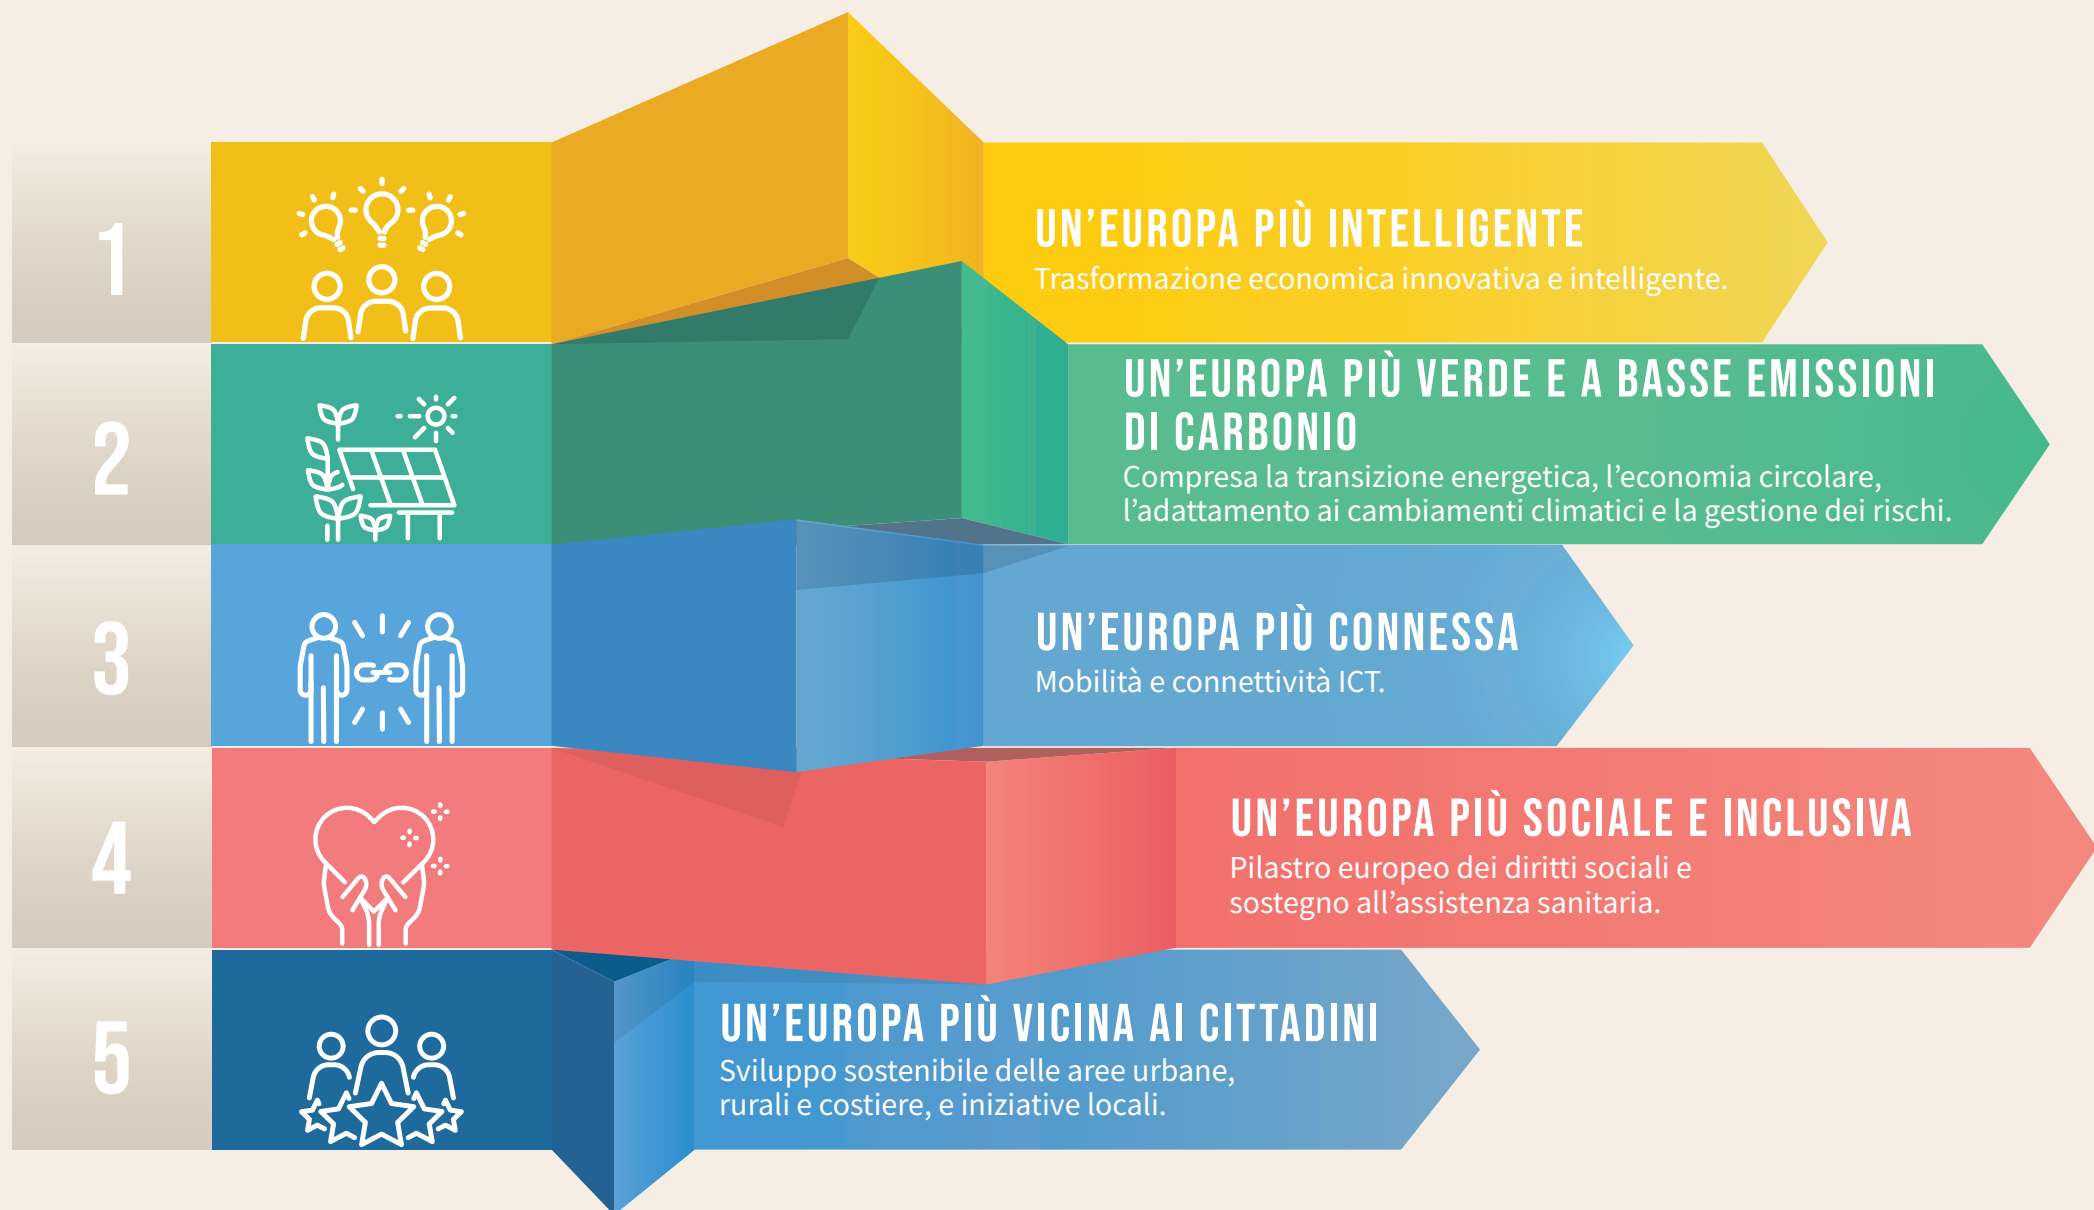 1
UN’EUROPA PIÙ INTELLIGENTE
Trasformazione economica innovativa e intelligente.
2
UN’EUROPA PIÙ VERDE E A BASSE EMISSIONI
DI CARBONIO
Compresa la transizione energetica, l’economia circolare,
l’adattamento ai cambiamenti climatici e la gestione dei rischi.
3
UN’EUROPA PIÙ CONNESSA
Mobilità e connettività ICT.
4
UN’EUROPA PIÙ SOCIALE E INCLUSIVA
Pilastro europeo dei diritti sociali e
sostegno all’assistenza sanitaria.
5
UN’EUROPA PIÙ VICINA AI CITTADINI
Sviluppo sostenibile delle aree urbane,
rurali e costiere, e iniziative locali.